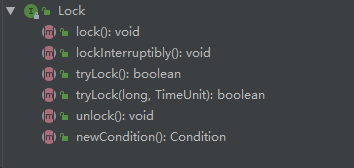 Lock
lock(): void
lockInterruptibly(): void
tryLock(): boolean
tryLock(long, TimeUnit): boolean
unlock(): void
newCondition(): Condition